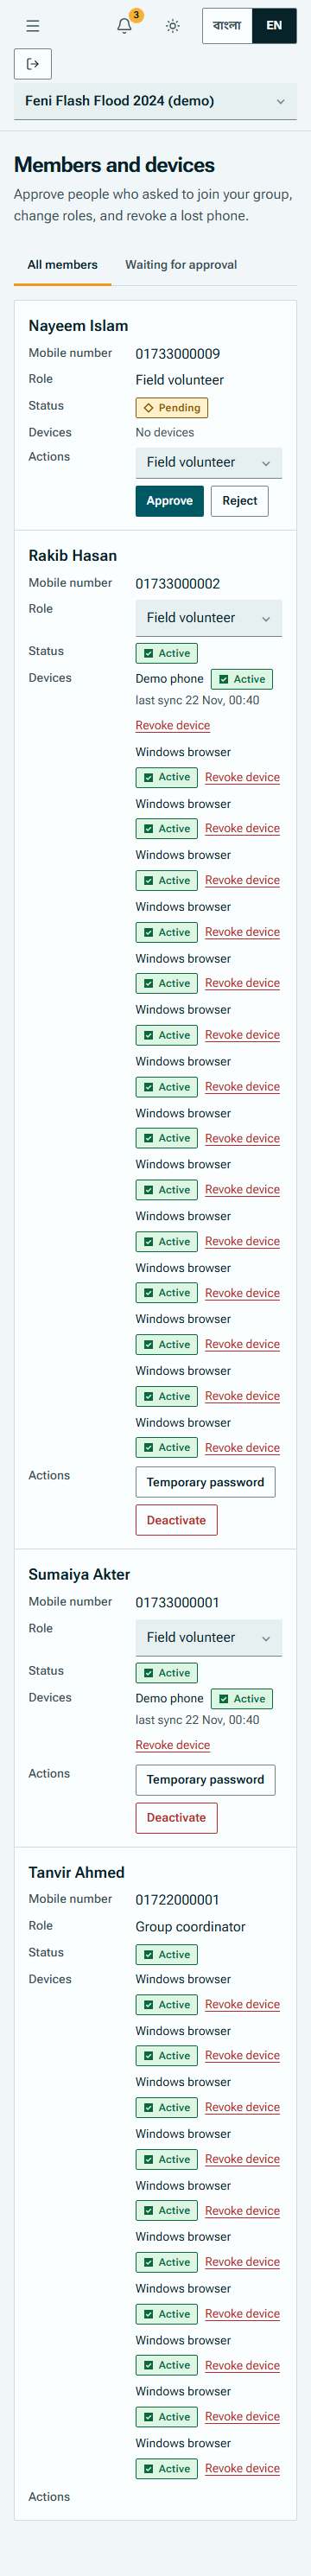 3
বাংলা
EN
Feni Flash Flood 2024 (demo)
Members and devices
Approve people who asked to join your group,
change roles, and revoke a lost phone.
All members Waiting for approval
Nayeem Islam
Mobile number 01733000009
Role Field volunteer
Status Pending
Devices No devices
Actions Field volunteer
Approve Reject
Rakib Hasan
Mobile number 01733000002
Role Field volunteer
Status Active
Devices Demo phone Active
last sync 22 Nov, 00:40
Revoke device
Windows browser
Active Revoke device
Windows browser
Active Revoke device
Windows browser
Active Revoke device
Windows browser
Active Revoke device
Windows browser
Active Revoke device
Windows browser
Active Revoke device
Windows browser
Active Revoke device
Windows browser
Active Revoke device
Windows browser
Active Revoke device
Windows browser
Active Revoke device
Windows browser
Active Revoke device
Windows browser
Active Revoke device
Windows browser
Active Revoke device
Windows browser
Active Revoke device
Actions Temporary password
Deactivate
Sumaiya Akter
Mobile number 01733000001
Role Field volunteer
Status Active
Devices Demo phone Active
last sync 22 Nov, 00:40
Revoke device
Actions Temporary password
Deactivate
Tanvir Ahmed
Mobile number 01722000001
Role Group coordinator
Status Active
Devices Windows browser
Active Revoke device
Windows browser
Active Revoke device
Windows browser
Active Revoke device
Windows browser
Active Revoke device
Windows browser
Active Revoke device
Windows browser
Active Revoke device
Windows browser
Active Revoke device
Windows browser
Active Revoke device
Windows browser
Active Revoke device
Windows browser
Active Revoke device
Actions